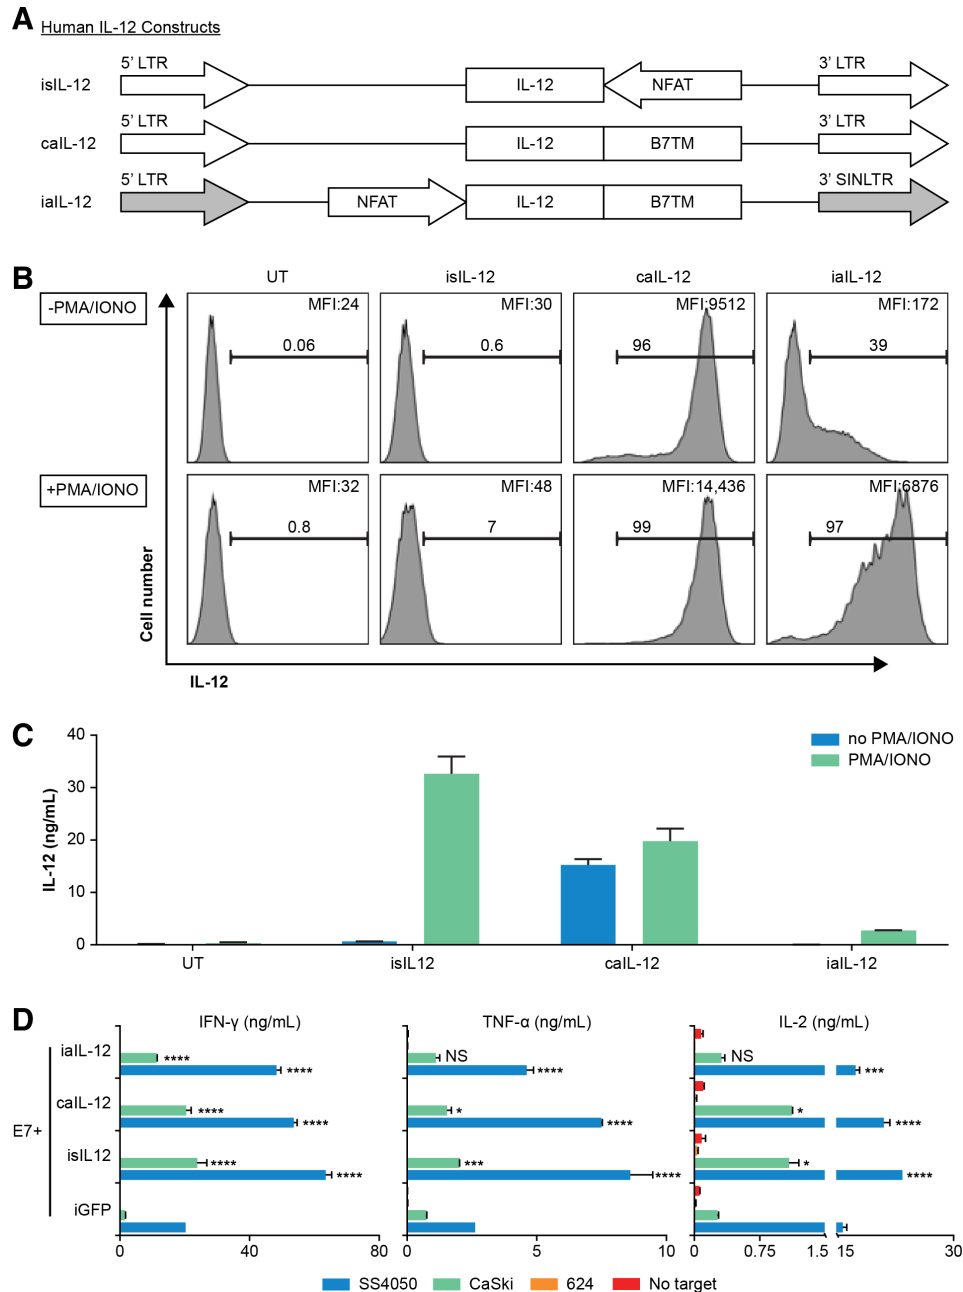 A Human IL-12 Constructs
5' LTR 3' LTR
isIL-12 IL-12 NFAT
5' LTR 3' LTR
caIL-12 IL-12 B7TM
5' LTR 3' SINLTR
iaIL-12 NFAT IL-12 B7TM
B UT isIL-12 caIL-12 iaIL-12
-PMA/IONO MFI:24 MFI:30 MFI:9512 MFI:172
0.06 0.6 96 39
+PMA/IONO MFI:32 MFI:48 MFI:14,436 MFI:6876
0.8 7 99 97
Cell number
IL-12
C
40
30
20
10
0
IL-12 (ng/mL)
no PMA/IONO
PMA/IONO
UT isIL12 caIL-12 iaIL-12
D IFN-γ (ng/mL) TNF-α (ng/mL) IL-2 (ng/mL)
iaIL-12 **** NS NS
**** **** ***
caIL-12 **** * *
**** **** ****
E7+
isIL12 **** *** *
**** **** ****
iGFP
0 40 80 0 5 10 0 0.75 1.5 15 30
SS4050 CaSki 624 No target